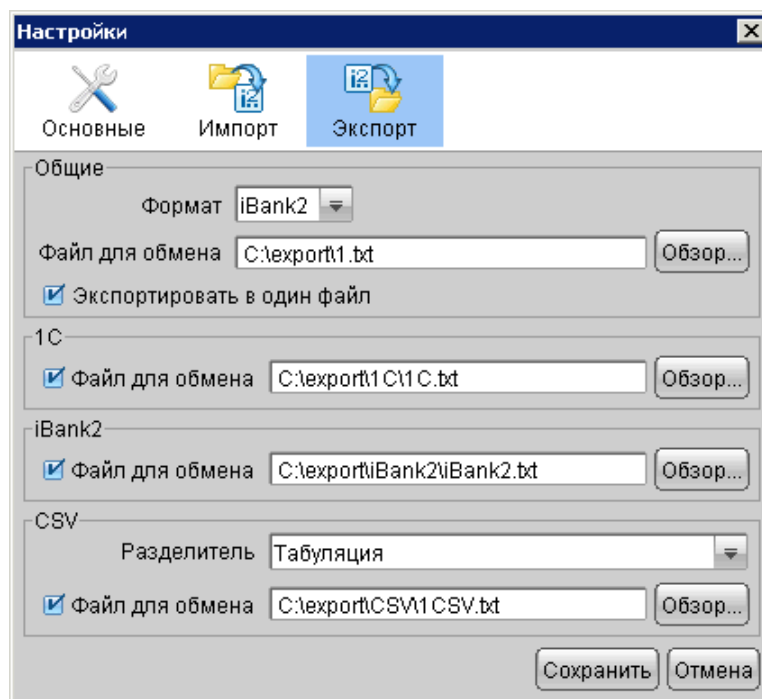 Настройки
Основные Импорт Экспорт
Общие
Формат iBank2
Файл для обмена C:\export\1.txt Обзор...
Экспортировать в один файл
1C
Файл для обмена C:\export\1C\1C.txt Обзор...
iBank2
Файл для обмена C:\export\iBank2\iBank2.txt Обзор...
CSV
Разделитель Табуляция
Файл для обмена C:\export\CSV\1CSV.txt Обзор...
Сохранить Отмена